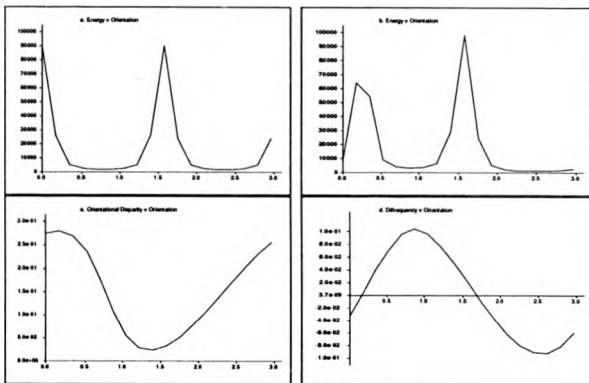 a. Energy v Orientation
100000
90000
80000
70000
60000
50000
40000
30000
20000
10000
0
0.0 0.5 1.0 1.5 2.0 2.5 3.0
b. Energy v Orientation
100000
90000
80000
70000
60000
50000
40000
30000
20000
10000
0
0.0 0.5 1.0 1.5 2.0 2.5 3.0
Orientational Disparity v Orientation
3.0e-01
2.5e-01
2.0e-01
1.5e-01
1.0e-01
5.0e-02
0.0e+00
0.0 0.5 1.0 1.5 2.0 2.5 3.0
d. Difrequency v Orientation
1.0e-01
8.0e-02
6.0e-02
4.0e-02
2.0e-02
3.7e-09
-2.0e-02
-4.0e-02
-6.0e-02
-8.0e-02
-1.0e-01
0.0 0.5 1.0 1.5 2.0 2.5 3.0